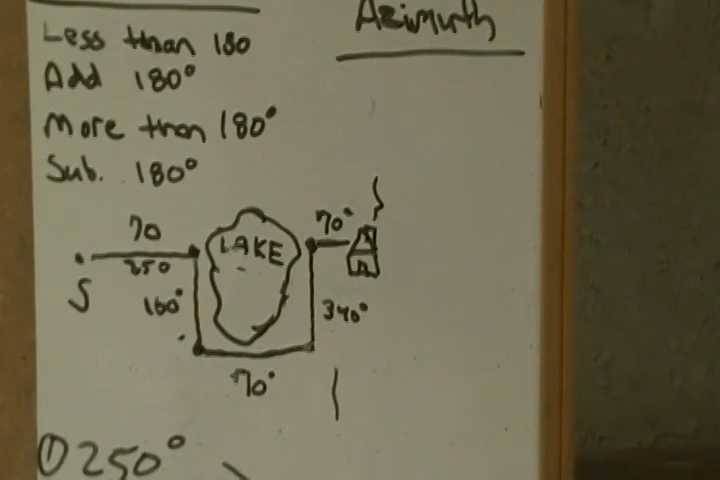 Azimuth
Less than 180
Add 180°
More than 180°
Sub. 180°
70
LAKE
70°
250
S
160°
340°
70°
① 250°